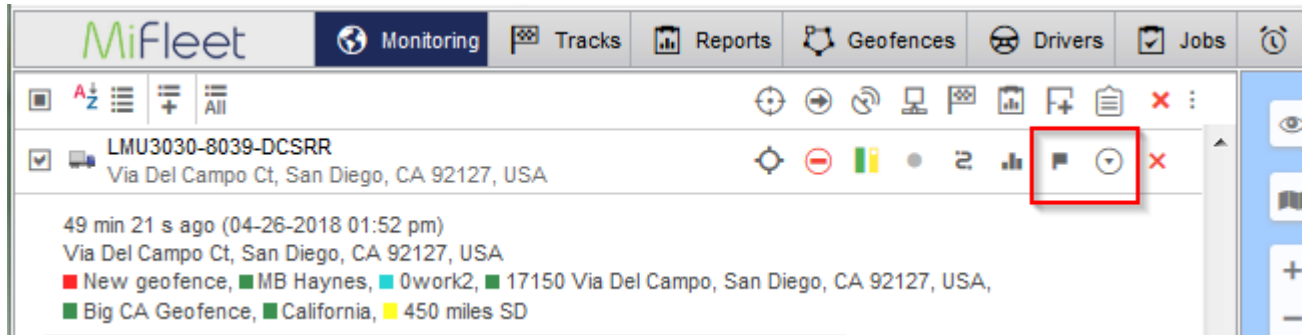 MiFleet Monitoring Tracks Reports Geofences Drivers Jobs
AZ All
LMU3030-8039-DCSRR
Via Del Campo Ct, San Diego, CA 92127, USA
49 min 21 s ago (04-26-2018 01:52 pm)
Via Del Campo Ct, San Diego, CA 92127, USA
New geofence, MB Haynes, 0work2, 17150 Via Del Campo, San Diego, CA 92127, USA,
Big CA Geofence, California, 450 miles SD